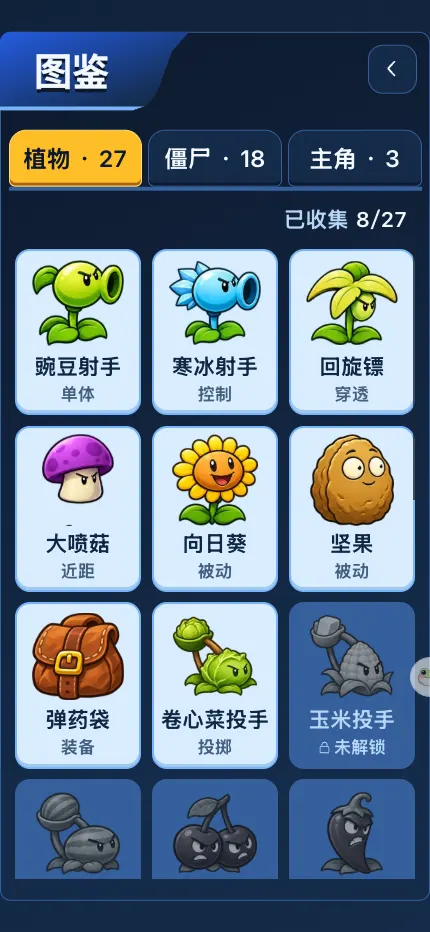 图鉴
植物 · 27
僵尸 · 18
主角 · 3
已收集 8/27
豌豆射手
单体
寒冰射手
控制
回旋镖
穿透
大喷菇
近距
向日葵
被动
坚果
被动
弹药袋
装备
卷心菜投手
投掷
玉米投手
未解锁